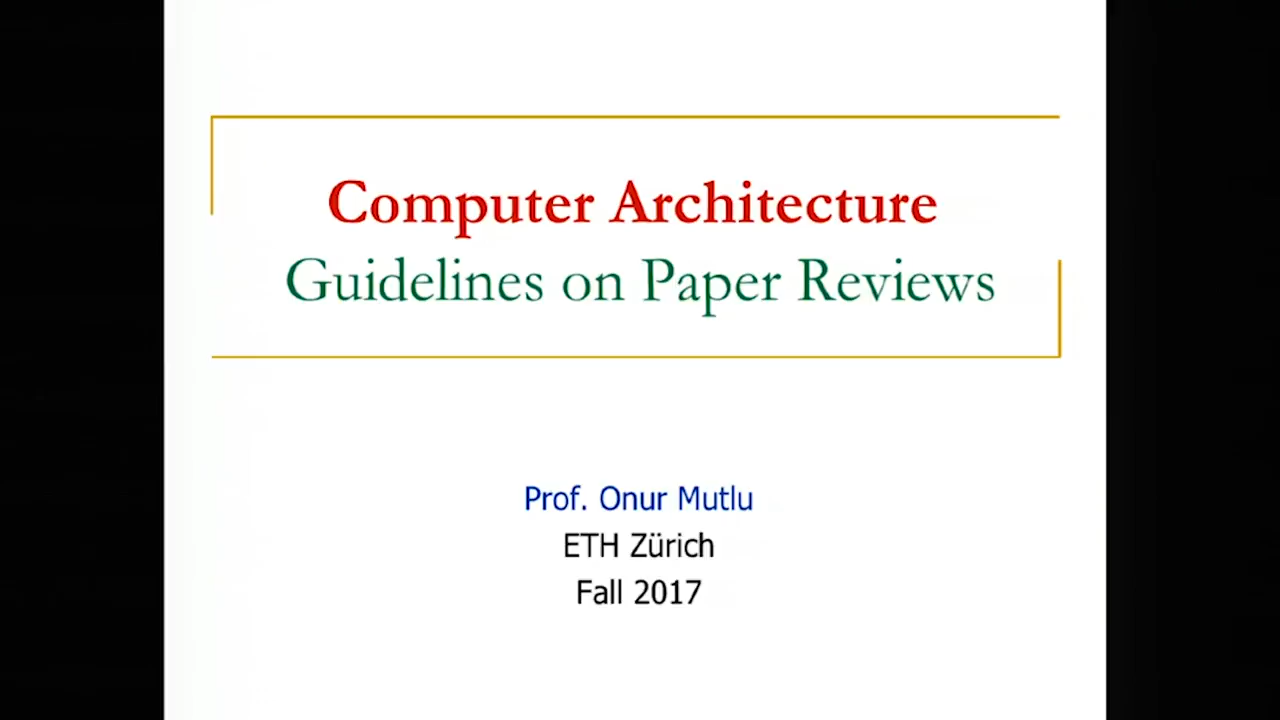 Computer Architecture
Guidelines on Paper Reviews
Prof. Onur Mutlu
ETH Zürich
Fall 2017